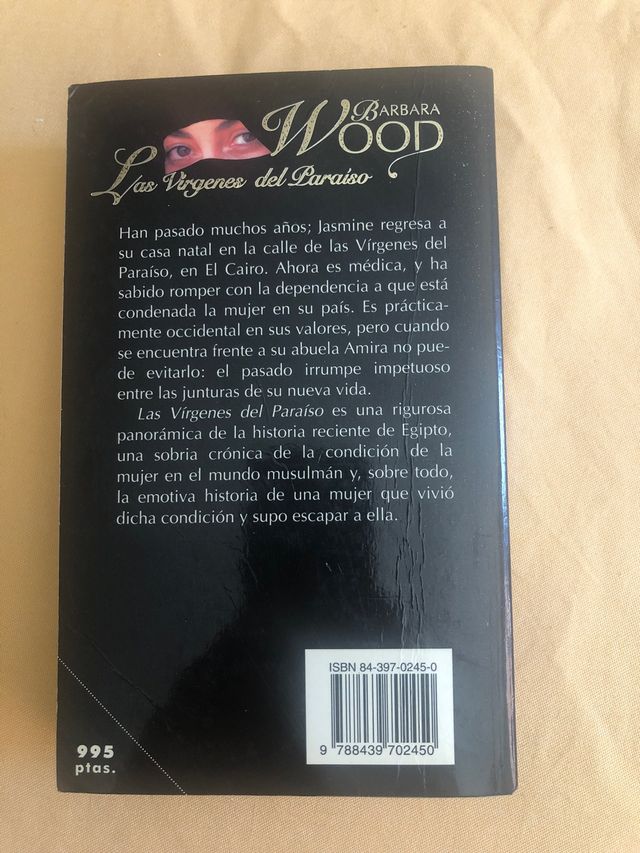 BARBARA
WOOD
Las Vírgenes del Paraíso
Han pasado muchos años; Jasmine regresa a
su casa natal en la calle de las Vírgenes del
Paraíso, en El Cairo. Ahora es médica, y ha
sabido romper con la dependencia a que está
condenada la mujer en su país. Es práctica-
mente occidental en sus valores, pero cuando
se encuentra frente a su abuela Amira no pue-
de evitarlo: el pasado irrumpe impetuoso
entre las junturas de su nueva vida.
Las Vírgenes del Paraíso es una rigurosa
panorámica de la historia reciente de Egipto,
una sobria crónica de la condición de la
mujer en el mundo musulmán y, sobre todo,
la emotiva historia de una mujer que vivió
dicha condición y supo escapar a ella.
ISBN 84-397-0245-0
9 788439 702450
995
ptas.